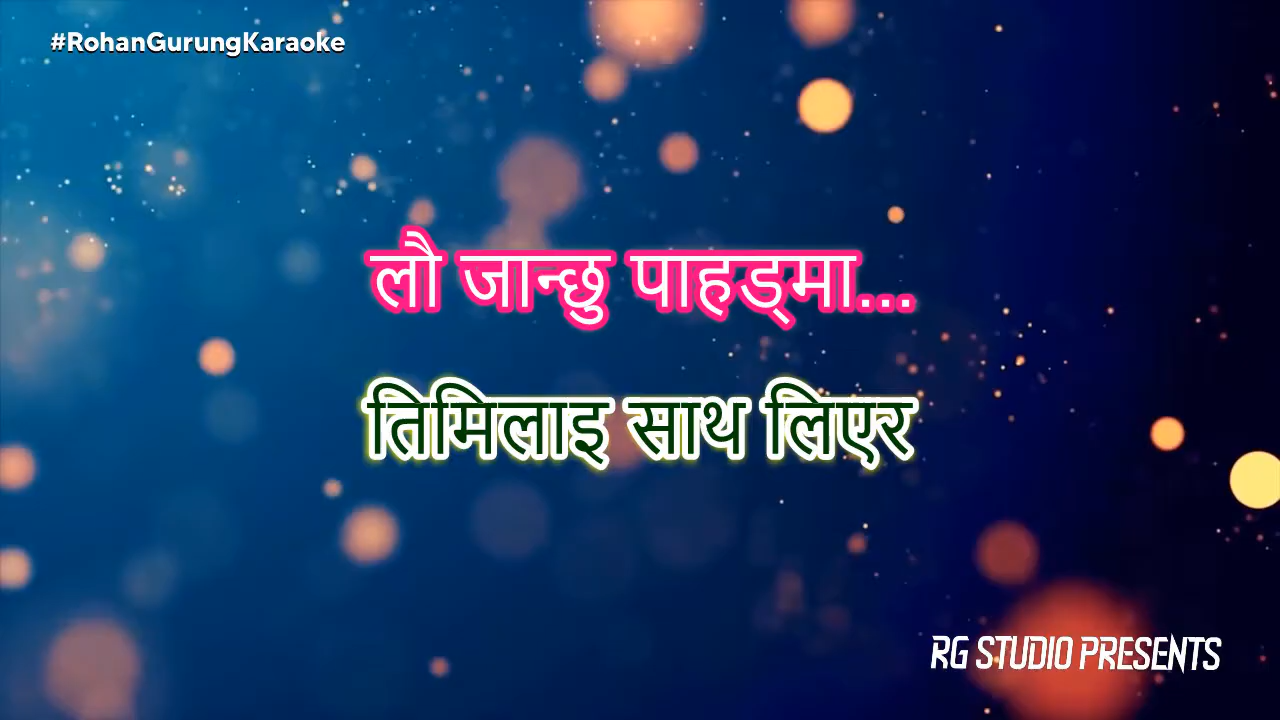 #RohanGurungKaraoke
लौ जान्छु पाहड्मा...
तिमिलाइ साथ लिएर
RG STUDIO PRESENTS